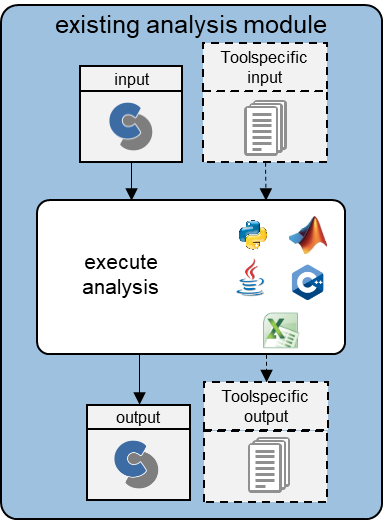 existing analysis module
input
Toolspecific
input
execute
analysis
C++
output
Toolspecific
output